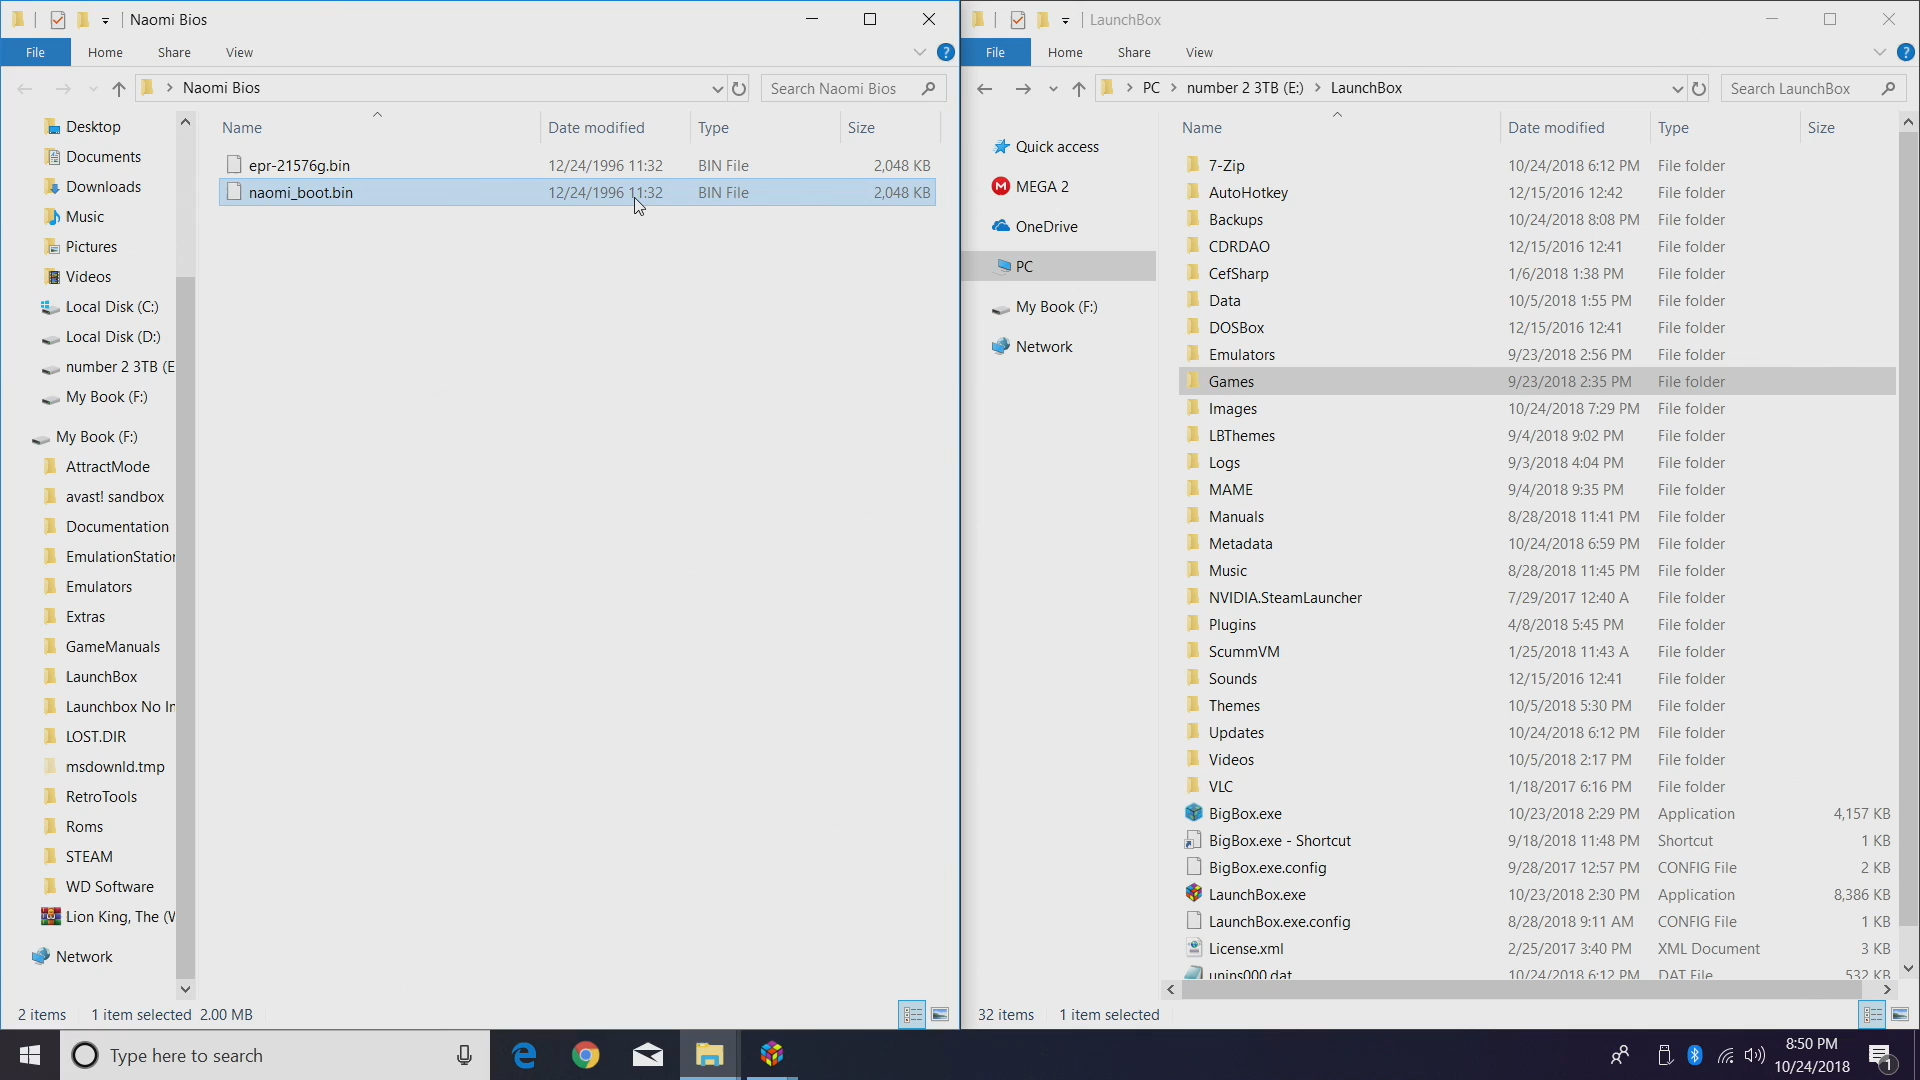 Naomi Bios
File Home Share View
Naomi Bios
Search Naomi Bios
Desktop
Documents
Downloads
Music
Pictures
Videos
Local Disk (C:)
Local Disk (D:)
number 2 3TB (E
My Book (F:)
My Book (F:)
AttractMode
avast! sandbox
Documentation
EmulationStation
Emulators
Extras
GameManuals
LaunchBox
Launchbox No In
LOST.DIR
msdownld.tmp
RetroTools
Roms
STEAM
WD Software
Lion King, The (W
Network
Name Date modified Type Size
epr-21576g.bin 12/24/1996 11:32 BIN File 2,048 KB
naomi_boot.bin 12/24/1996 11:32 BIN File 2,048 KB
2 items 1 item selected 2.00 MB
LaunchBox
File Home Share View
PC number 2 3TB (E:) LaunchBox
Search LaunchBox
Quick access
MEGA 2
OneDrive
PC
My Book (F:)
Network
Name Date modified Type Size
7-Zip 10/24/2018 6:12 PM File folder
AutoHotkey 12/15/2016 12:42 File folder
Backups 10/24/2018 8:08 PM File folder
CDRDAO 12/15/2016 12:41 File folder
CefSharp 1/6/2018 1:38 PM File folder
Data 10/5/2018 1:55 PM File folder
DOSBox 12/15/2016 12:41 File folder
Emulators 9/23/2018 2:56 PM File folder
Games 9/23/2018 2:35 PM File folder
Images 10/24/2018 7:29 PM File folder
LBThemes 9/4/2018 9:02 PM File folder
Logs 9/3/2018 4:04 PM File folder
MAME 9/4/2018 9:35 PM File folder
Manuals 8/28/2018 11:41 PM File folder
Metadata 10/24/2018 6:59 PM File folder
Music 8/28/2018 11:45 PM File folder
NVIDIA.SteamLauncher 7/29/2017 12:40 A File folder
Plugins 4/8/2018 5:45 PM File folder
ScummVM 1/25/2018 11:43 A File folder
Sounds 12/15/2016 12:41 File folder
Themes 10/5/2018 5:30 PM File folder
Updates 10/24/2018 6:12 PM File folder
Videos 10/5/2018 2:17 PM File folder
VLC 1/18/2017 6:16 PM File folder
BigBox.exe 10/23/2018 2:29 PM Application 4,157 KB
BigBox.exe - Shortcut 9/18/2018 11:48 PM Shortcut 1 KB
BigBox.exe.config 9/28/2017 12:57 PM CONFIG File 2 KB
LaunchBox.exe 10/23/2018 2:30 PM Application 8,386 KB
LaunchBox.exe.config 8/28/2018 9:11 AM CONFIG File 1 KB
License.xml 2/25/2017 3:40 PM XML Document 3 KB
unins000.dat 10/24/2018 6:12 PM DAT File 532 KB
32 items 1 item selected
Type here to search
8:50 PM
10/24/2018
1